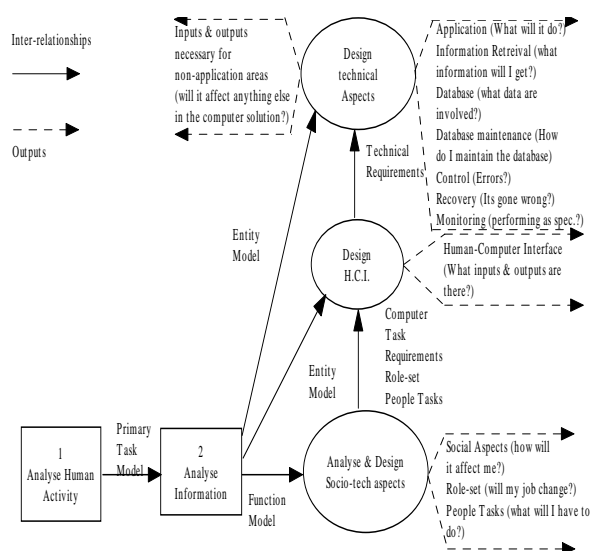 Inter-relationships
Outputs
Inputs & outputs
necessary for
non-application areas
(will it affect anything else
in the computer solution?)
Design
technical
Aspects
Application (What will it do?)
Information Retreival (what
information will I get?)
Database (what data are
involved?)
Database maintenance (How
do I maintain the database)
Control (Errors?)
Recovery (Its gone wrong?)
Monitoring (performing as spec.?)
Technical
Requirements
Entity
Model
Design
H.C.I.
Human-Computer Interface
(What inputs & outputs are
there?)
Entity
Model
Computer
Task
Requirements
Role-set
People Tasks
1
Analyse Human
Activity
Primary
Task
Model
2
Analyse
Information
Function
Model
Analyse & Design
Socio-tech aspects
Social Aspects (how will
it affect me?)
Role-set (will my job change?)
People Tasks (what will I have to
do?)